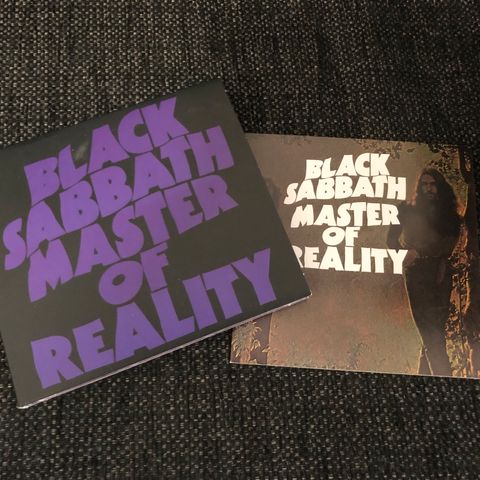 BLACK
SABBATH
MASTER
OF
REALITY
BLACK
SABBATH
MASTER
OF
REALITY